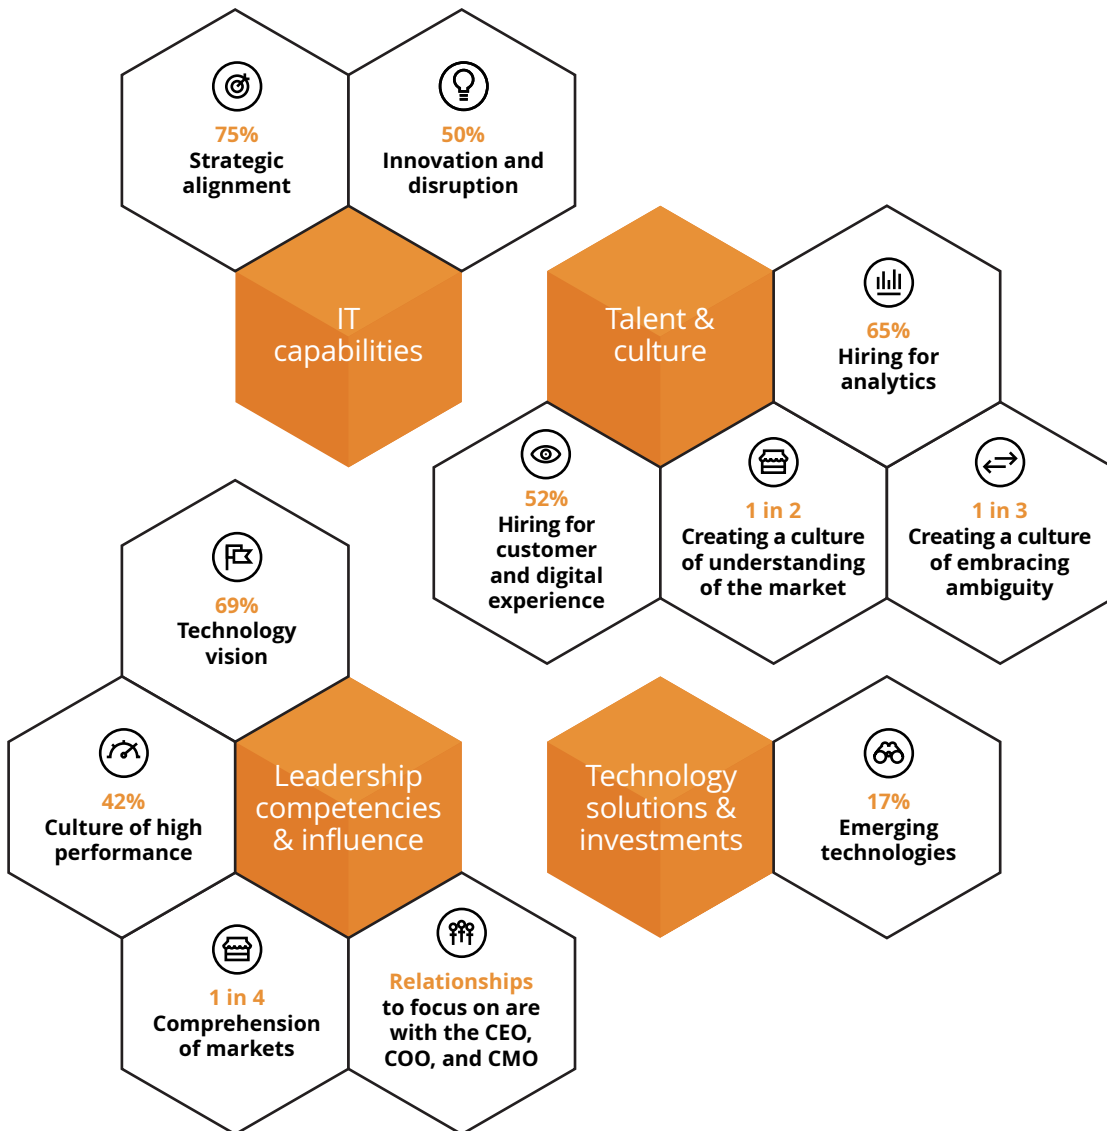 75%
Strategic
alignment
50%
Innovation and
disruption
IT
capabilities
Talent &
culture
65%
Hiring for
analytics
52%
Hiring for
customer
and digital
experience
1 in 2
Creating a culture
of understanding
of the market
1 in 3
Creating a culture
of embracing
ambiguity
69%
Technology
vision
42%
Culture of high
performance
Leadership
competencies
& influence
1 in 4
Comprehension
of markets
Relationships
to focus on are
with the CEO,
COO, and CMO
Technology
solutions &
investments
17%
Emerging
technologies